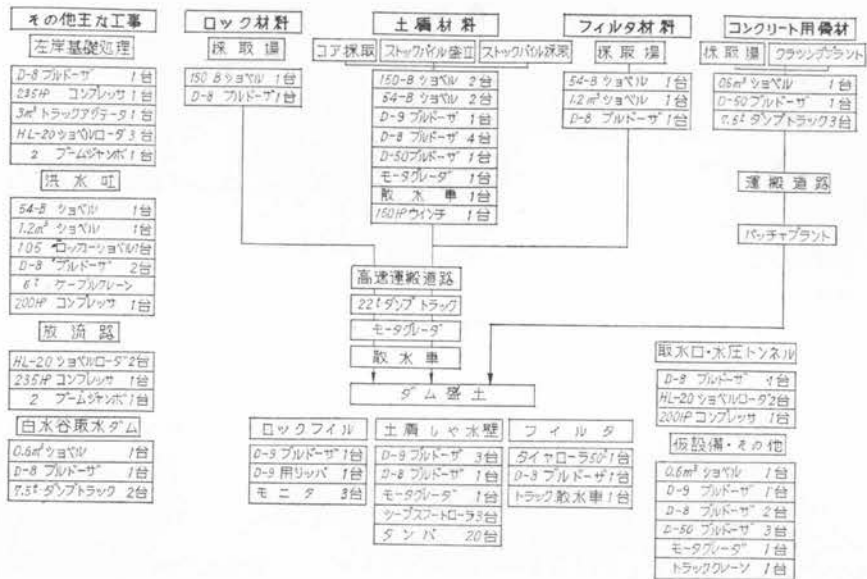 その他主な工事
左岸基礎処理
D-8 ブルドーザ 1台
235HP コンプレッサ 1台
3m³ トラックアヂテータ 1台
HL-20ショベルローダ 3台
2 ブームジャンボ 1台
洪水吐
54-B ショベル 1台
1.2m³ ショベル 1台
105 ロッカーショベル 1台
D-8 ブルドーザ 2台
6t ケーブルクレーン
200HP コンプレッサ 1台
放流路
HL-20ショベルローダ 2台
235HP コンプレッサ 1台
2 ブームジャンボ 1台
白水谷取水ダム
0.6m³ ショベル 1台
D-8 ブルドーザ 1台
7.5t ダンプトラック 2台
ロック材料
採取場
150 B ショベル 1台
D-8 ブルドーザ 1台
土質材料
コア採取 ストックパイル盛立 ストックパイル採取
150-B ショベル 2台
54-B ショベル 2台
D-9 ブルドーザ 1台
D-8 ブルドーザ 4台
D-50ブルドーザ 1台
モータグレーダ 1台
散水車 1台
150HPウインチ 1台
フィルタ材料
採取場
54-B ショベル 1台
1.2m³ ショベル 1台
D-8 ブルドーザ 1台
コンクリート用骨材
採取場 クラッシングプラント
0.6m³ ショベル 1台
D-50ブルドーザ 1台
7.5t ダンプトラック 3台
運搬道路
バッチャプラント
高速運搬道路
22t ダンプトラック
モータグレーダ
散水車
ダム盛土
ロックフィル
D-9 ブルドーザ 1台
D-9 用リッパ 1台
モニタ 3台
土質しゃ水壁
D-9 ブルドーザ 3台
D-8 ブルドーザ 1台
モータグレーダ 1台
シープスフートローラ 3台
タンパ 20台
フィルタ
タイヤローラ50t 1台
D-8 ブルドーザ 1台
トラック散水車 1台
取水口・水圧トンネル
D-8 ブルドーザ 台
HL-20ショベルローダ 2台
200HPコンプレッサ 1台
仮設備・その他
0.6m³ ショベル 1台
D-9 ブルドーザ 1台
D-8 ブルドーザ 2台
D-50 ブルドーザ 3台
モータグレーダ 1台
トラッククレーン 1台